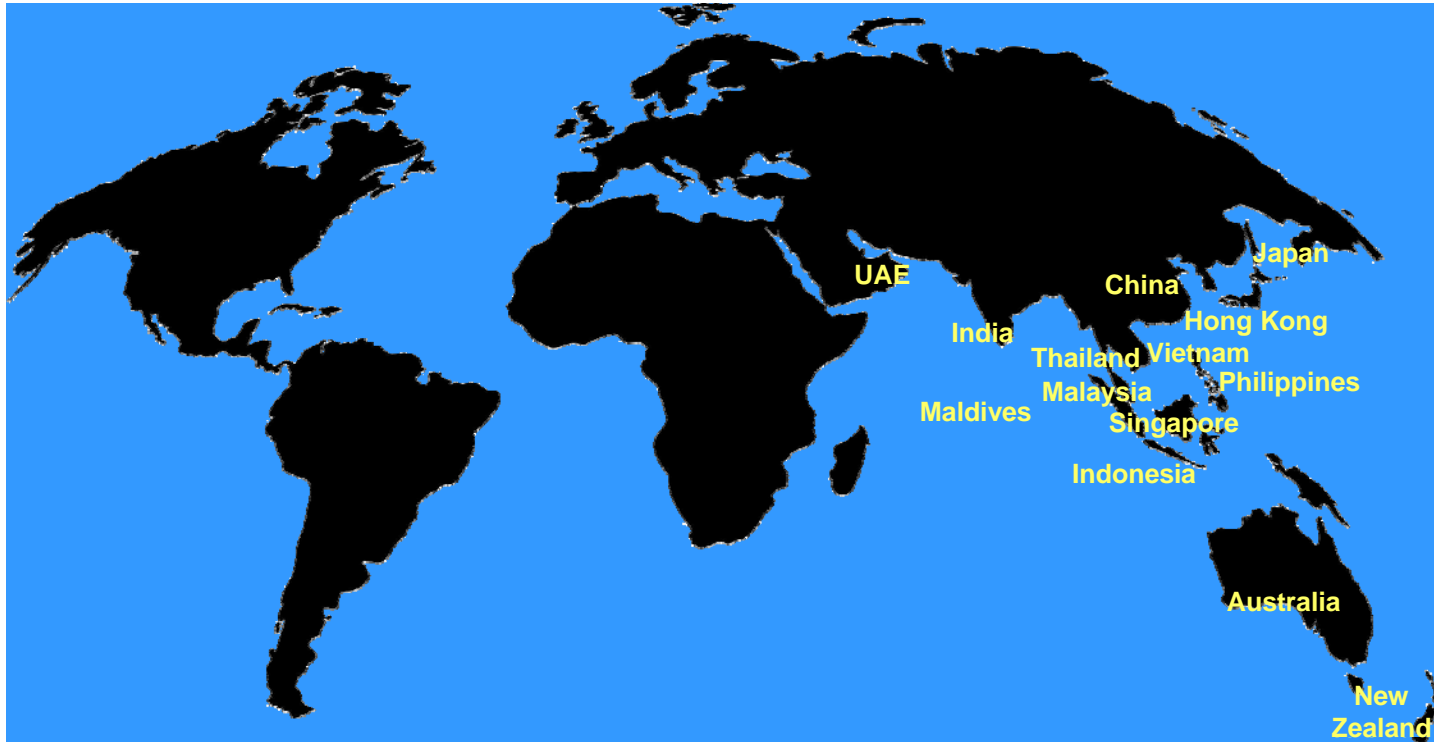 Japan
UAE
China
Hong Kong
India
Thailand
Vietnam
Malaysia
Philippines
Maldives
Singapore
Indonesia
Australia
New
Zealand